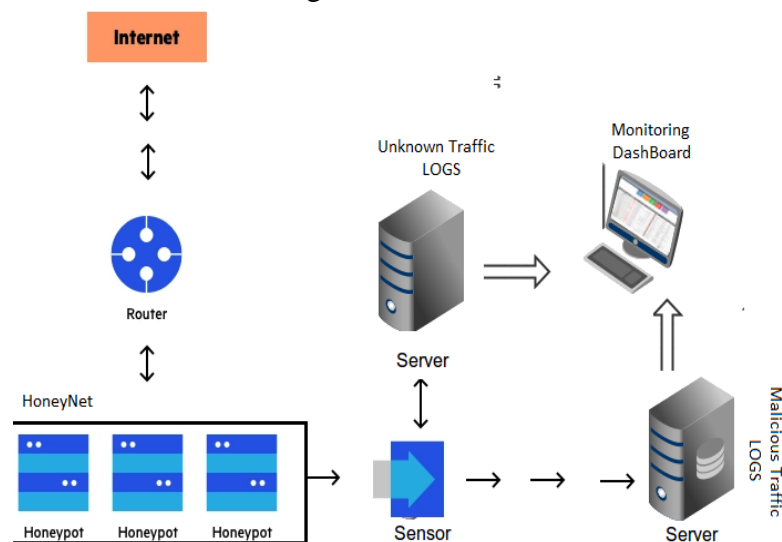 Internet
Unknown Traffic
LOGS
Monitoring
DashBoard
Router
Server
HoneyNet
Honeypot
Honeypot
Honeypot
Sensor
Server
Malicious Traffic
LOGS